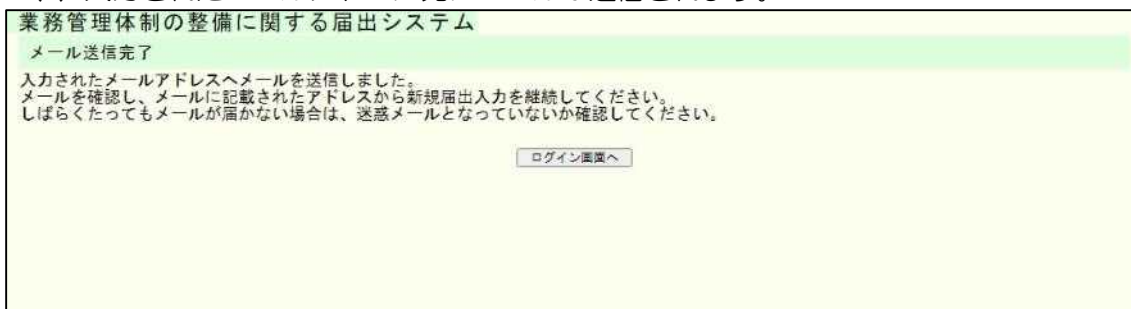 業務管理体制の整備に関する届出システム
メール送信完了
入力されたメールアドレスへメールを送信しました。
メールを確認し、メールに記載されたアドレスから新規届出入力を継続してください。
しばらくたってもメールが届かない場合は、迷惑メールとなっていないか確認してください。
ログイン画面へ